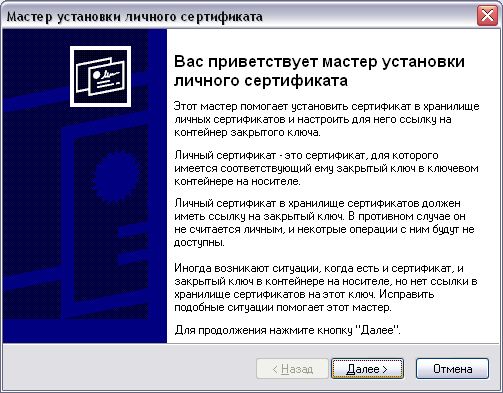 Мастер установки личного сертификата
Вас приветствует мастер установки
личного сертификата
Этот мастер помогает установить сертификат в хранилище
личных сертификатов и настроить для него ссылку на
контейнер закрытого ключа.
Личный сертификат - это сертификат, для которого
имеется соответствующий ему закрытый ключ в ключевом
контейнере на носителе.
Личный сертификат в хранилище сертификатов должен
иметь ссылку на закрытый ключ. В противном случае он
не считается личным, и некотрые операции с ним будут не
доступны.
Иногда возникают ситуации, когда есть и сертификат, и
закрытый ключ в контейнере на носителе, но нет ссылки в
хранилище сертификатов на этот ключ. Исправить
подобные ситуации помогает этот мастер.
Для продолжения нажмите кнопку "Далее".
< Назад
Далее >
Отмена